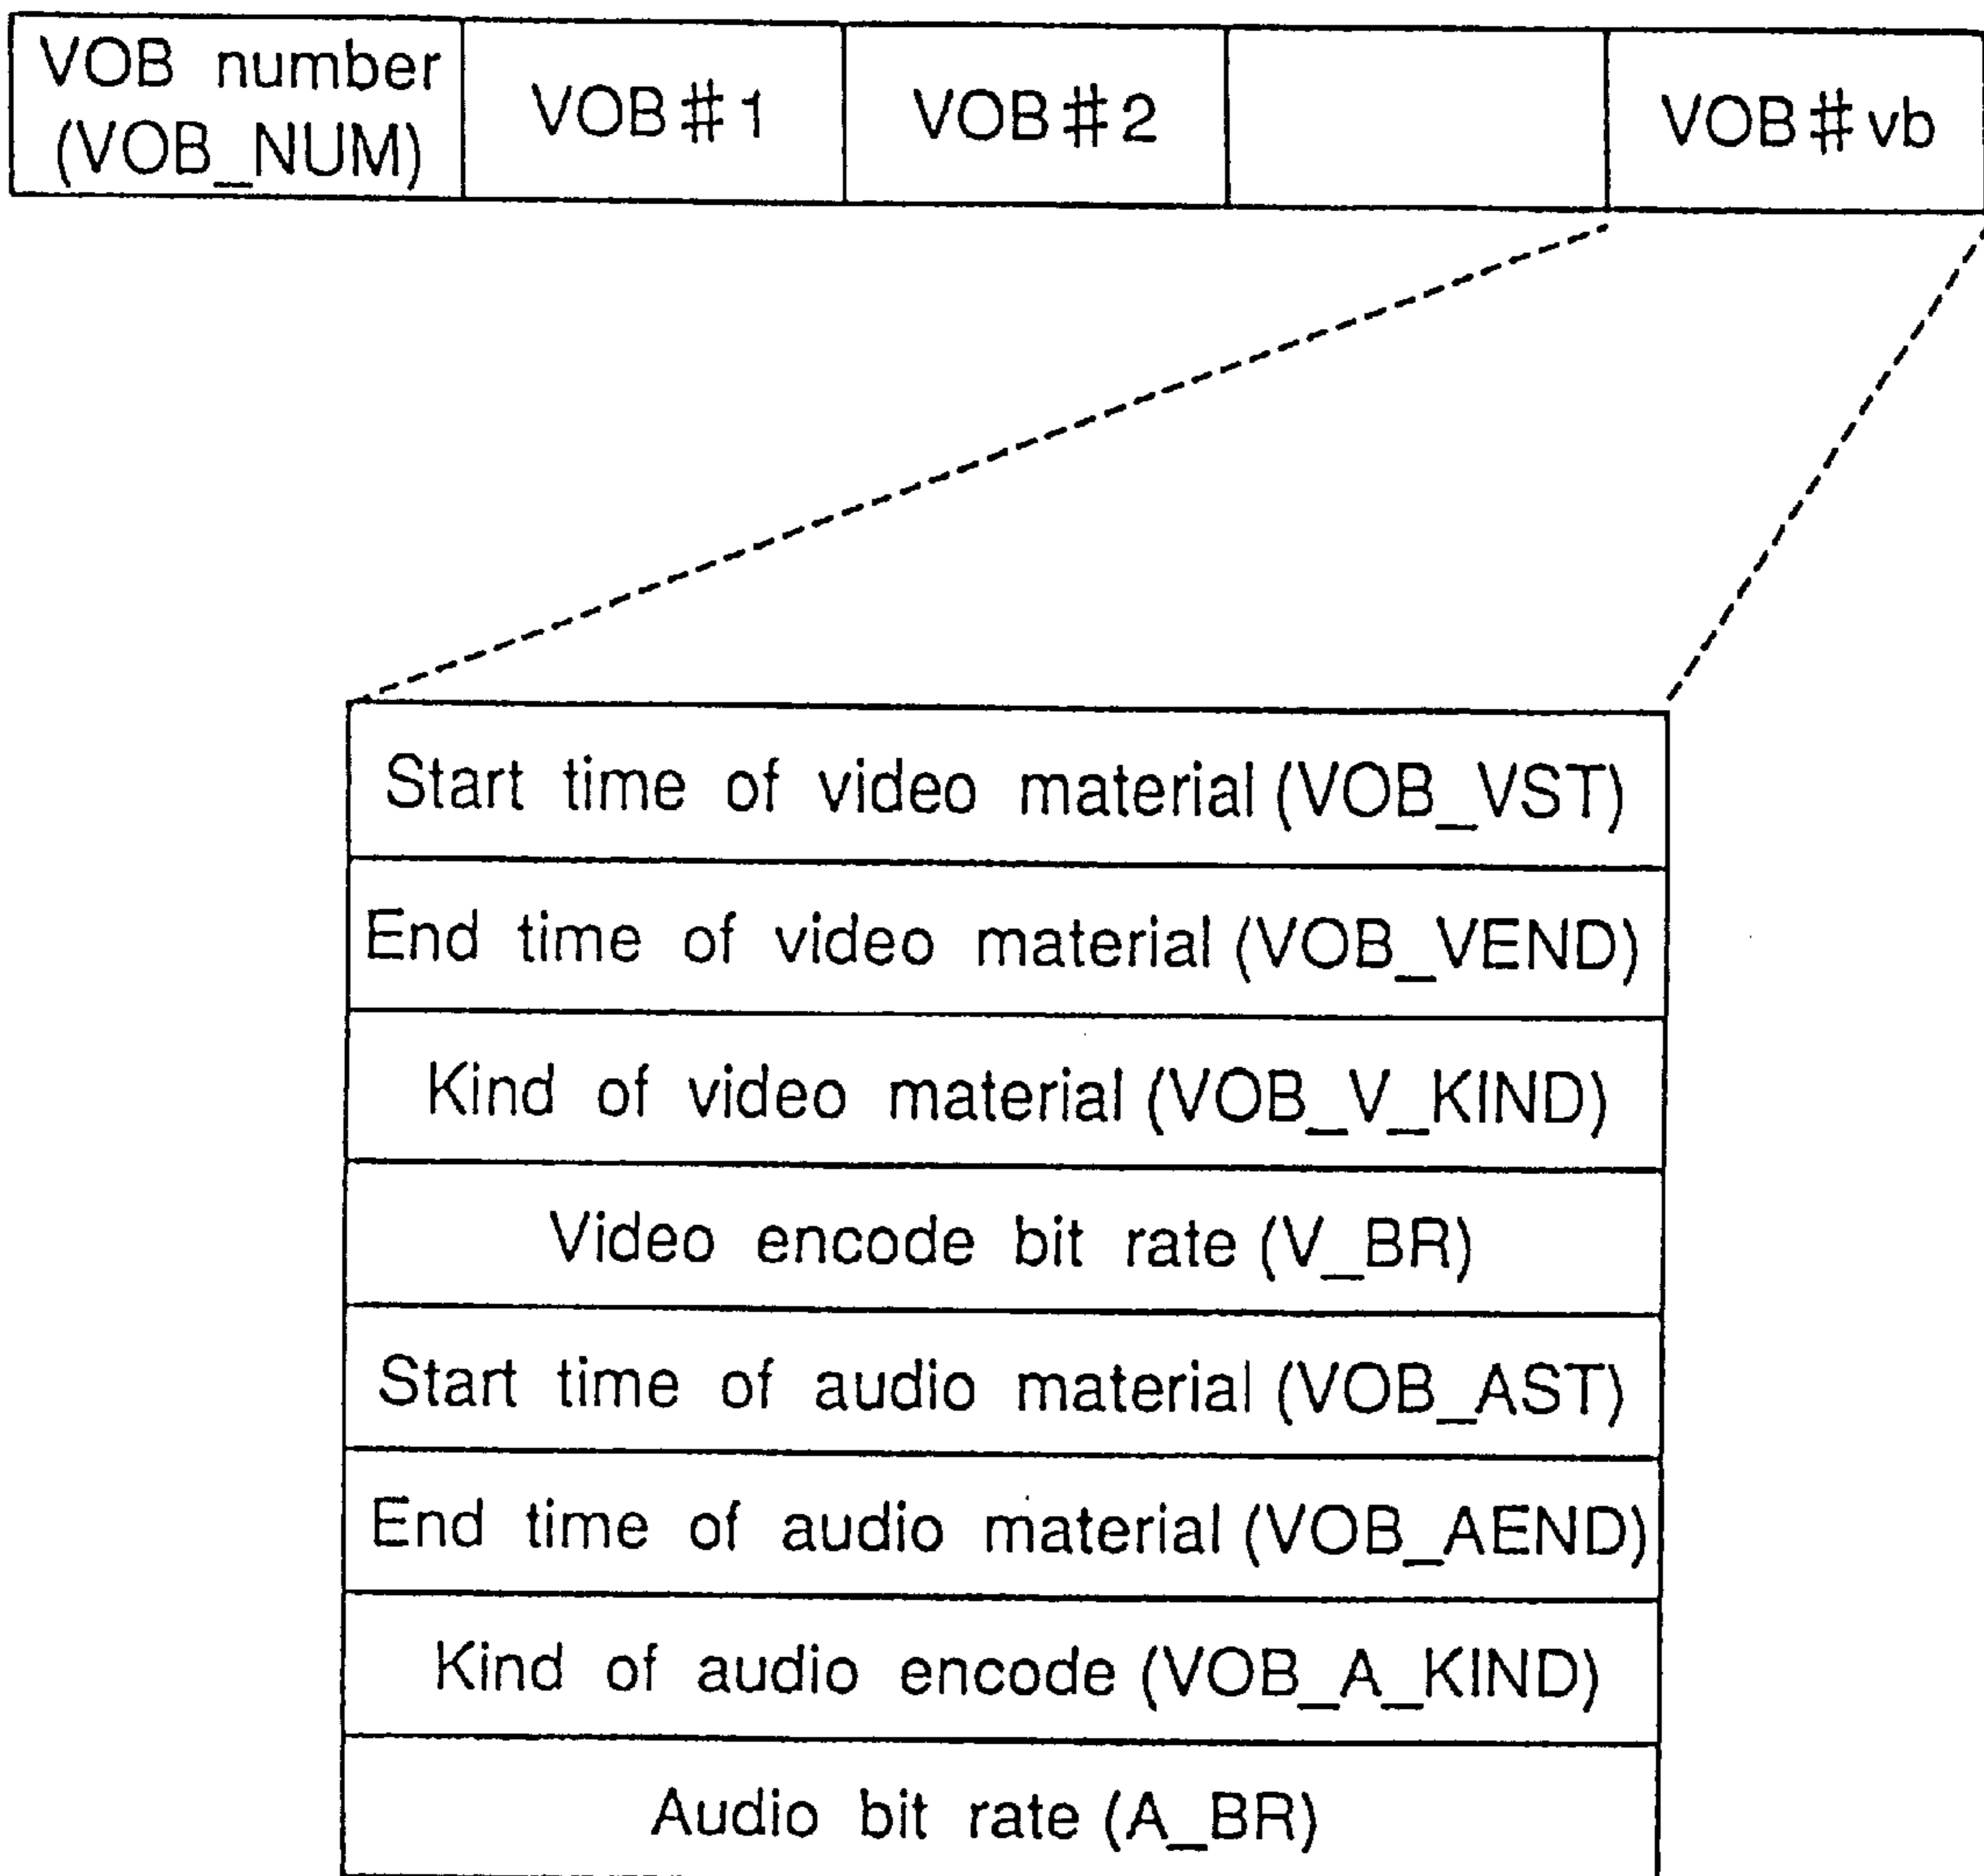 VOB number
(VOB_NUM)
VOB#1
VOB#2
VOB#vb
Start time of video material (VOB_VST)
End time of video material (VOB_VEND)
Kind of video material (VOB_V_KIND)
Video encode bit rate (V_BR)
Start time of audio material (VOB_AST)
End time of audio material (VOB_AEND)
Kind of audio encode (VOB_A_KIND)
Audio bit rate (A_BR)